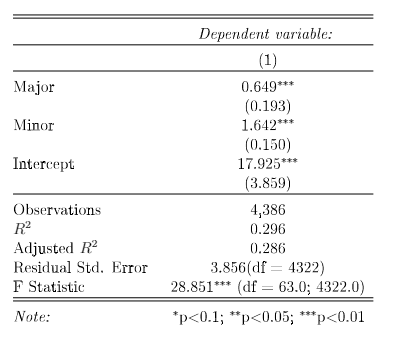 Dependent variable:
(1)
Major 0.649***
(0.193)
Minor 1.642***
(0.150)
Intercept 17.925***
(3.859)
Observations 4,386
R² 0.296
Adjusted R² 0.286
Residual Std. Error 3.856(df = 4322)
F Statistic 28.851*** (df = 63.0; 4322.0)
Note: *p<0.1; **p<0.05; ***p<0.01